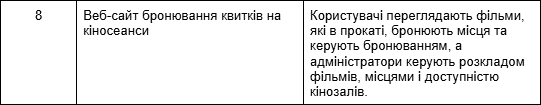 8
Веб-сайт бронювання квитків на
кіносеанси
Користувачі переглядають фільми,
які в прокаті, бронюють місця та
керують бронюванням, а
адміністратори керують розкладом
фільмів, місцями і доступністю
кінозалів.